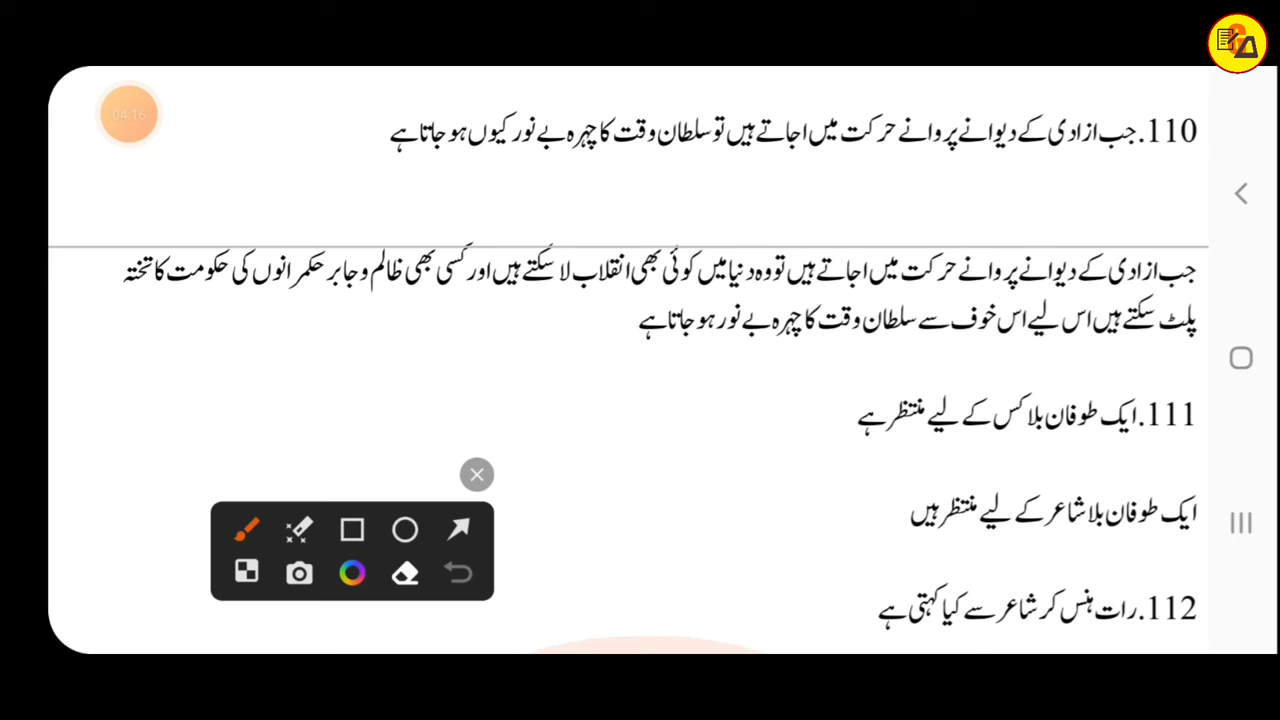 04:16
110. جب ازادی کے دیوانے پروانے حرکت میں اجاتے ہیں تو سلطان وقت کا چہرہ بے نور کیوں ہو جاتا ہے
جب ازادی کے دیوانے پروانے حرکت میں اجاتے ہیں تو وہ دنیا میں کوئی بھی انقلاب لا سکتے ہیں اور کسی بھی ظالم و جابر حکمرانوں کی حکومت کا تختہ
پلٹ سکتے ہیں اس لیے اس خوف سے سلطان وقت کا چہرہ بے نور ہو جاتا ہے
111. ایک طوفان بلا کس کے لیے منتظر ہے
ایک طوفان بلا شاعر کے لیے منتظر ہیں
112. رات ہنس کر شاعر سے کیا کہتی ہے